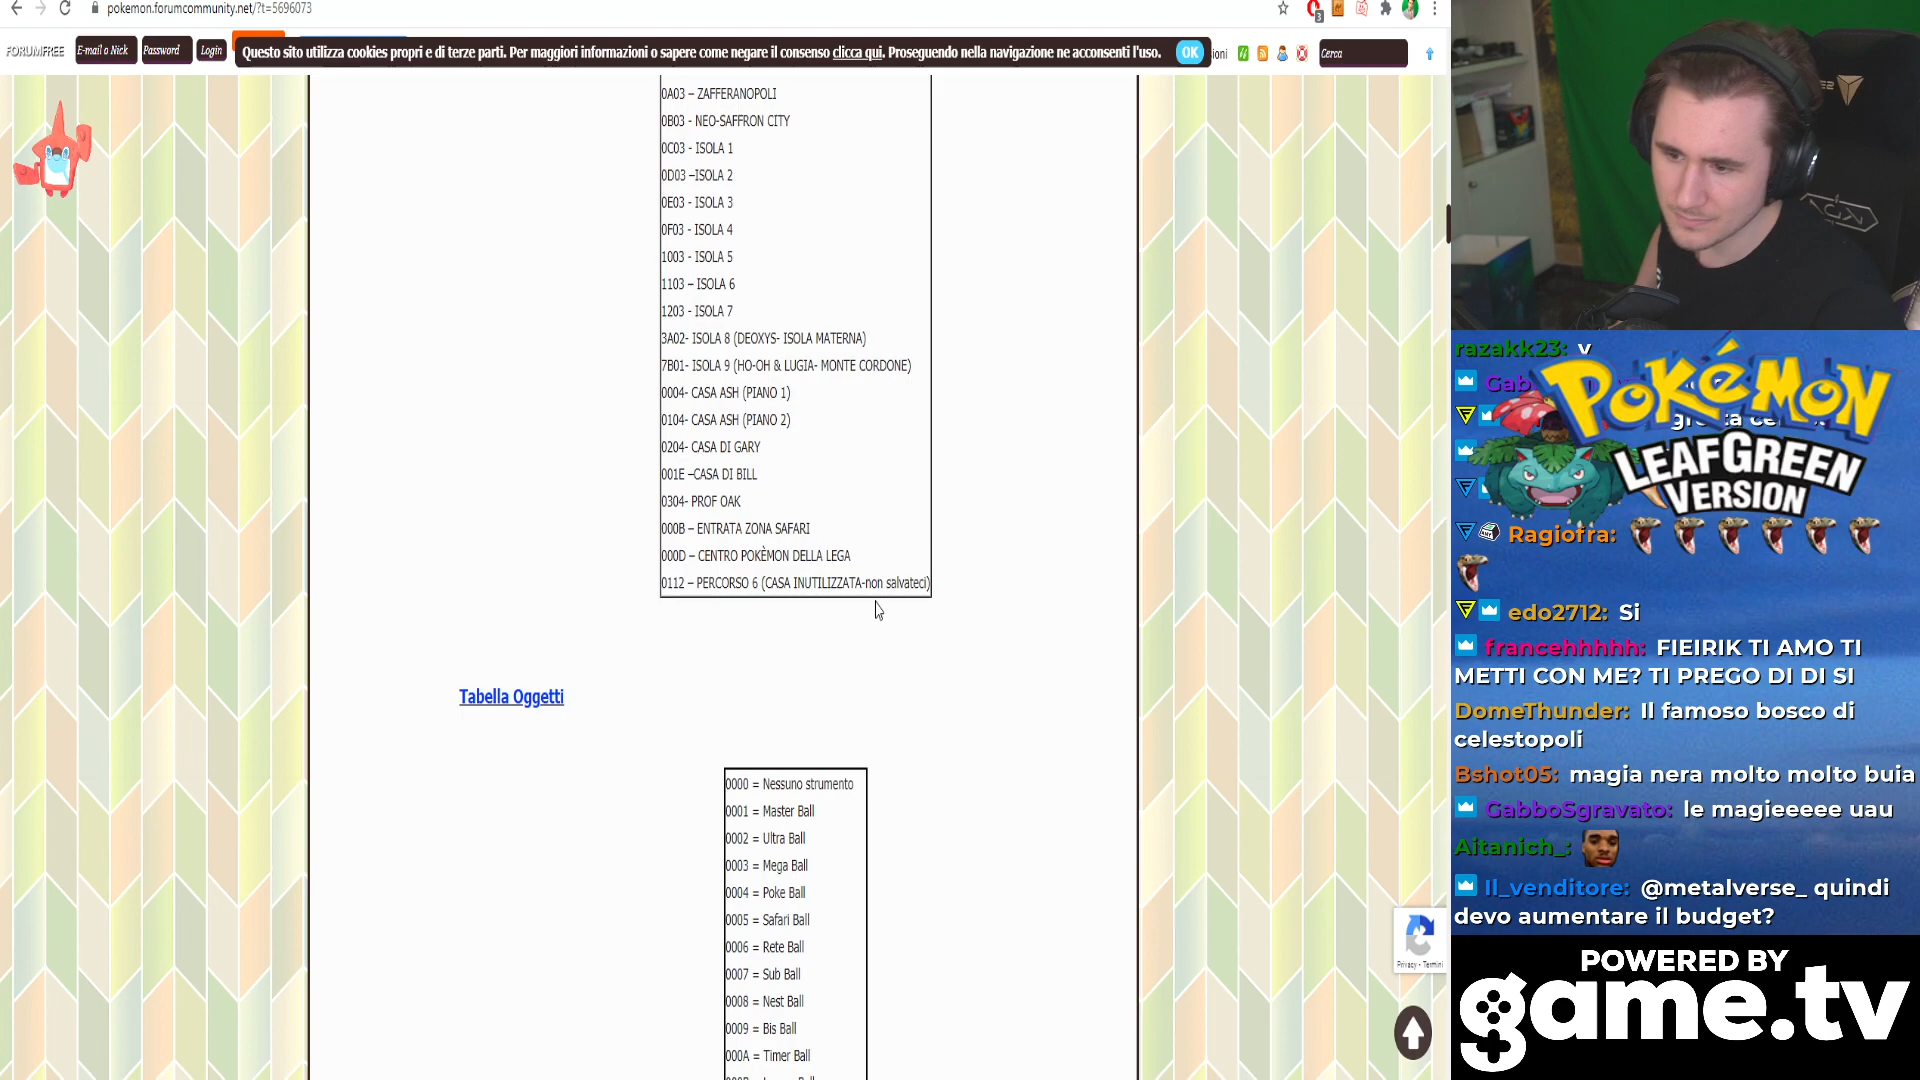 pokemon.forumcommunity.net/?t=5696073
FORUMFREE
E-mail o Nick
Password
Login
Questo sito utilizza cookies propri e di terze parti. Per maggiori informazioni o sapere come negare il consenso clicca qui. Proseguendo nella navigazione ne acconsenti l'uso.
OK
ioni
Cerca
0A03 – ZAFFERANOPOLI
0B03 - NEO-SAFFRON CITY
0C03 - ISOLA 1
0D03 –ISOLA 2
0E03 - ISOLA 3
0F03 - ISOLA 4
1003 - ISOLA 5
1103 – ISOLA 6
1203 - ISOLA 7
3A02- ISOLA 8 (DEOXYS- ISOLA MATERNA)
7B01- ISOLA 9 (HO-OH & LUGIA- MONTE CORDONE)
0004- CASA ASH (PIANO 1)
0104- CASA ASH (PIANO 2)
0204- CASA DI GARY
001E –CASA DI BILL
0304- PROF OAK
000B – ENTRATA ZONA SAFARI
000D – CENTRO POKÈMON DELLA LEGA
0112 – PERCORSO 6 (CASA INUTILIZZATA-non salvateci)
Tabella Oggetti
0000 = Nessuno strumento
0001 = Master Ball
0002 = Ultra Ball
0003 = Mega Ball
0004 = Poke Ball
0005 = Safari Ball
0006 = Rete Ball
0007 = Sub Ball
0008 = Nest Ball
0009 = Bis Ball
000A = Timer Ball
Privacy - Termini
razakk23: v
POKéMON
LEAFGREEN
VERSION
Ragiofra:
edo2712: Si
francehhhhh: FIEIRIK TI AMO TI
METTI CON ME? TI PREGO DI DI SI
DomeThunder: Il famoso bosco di
celestopoli
Bshot05: magia nera molto molto buia
GabboSgravato: le magieeeee uau
Aitanich_:
Il_venditore: @metalverse_ quindi
devo aumentare il budget?
POWERED BY
game.tv